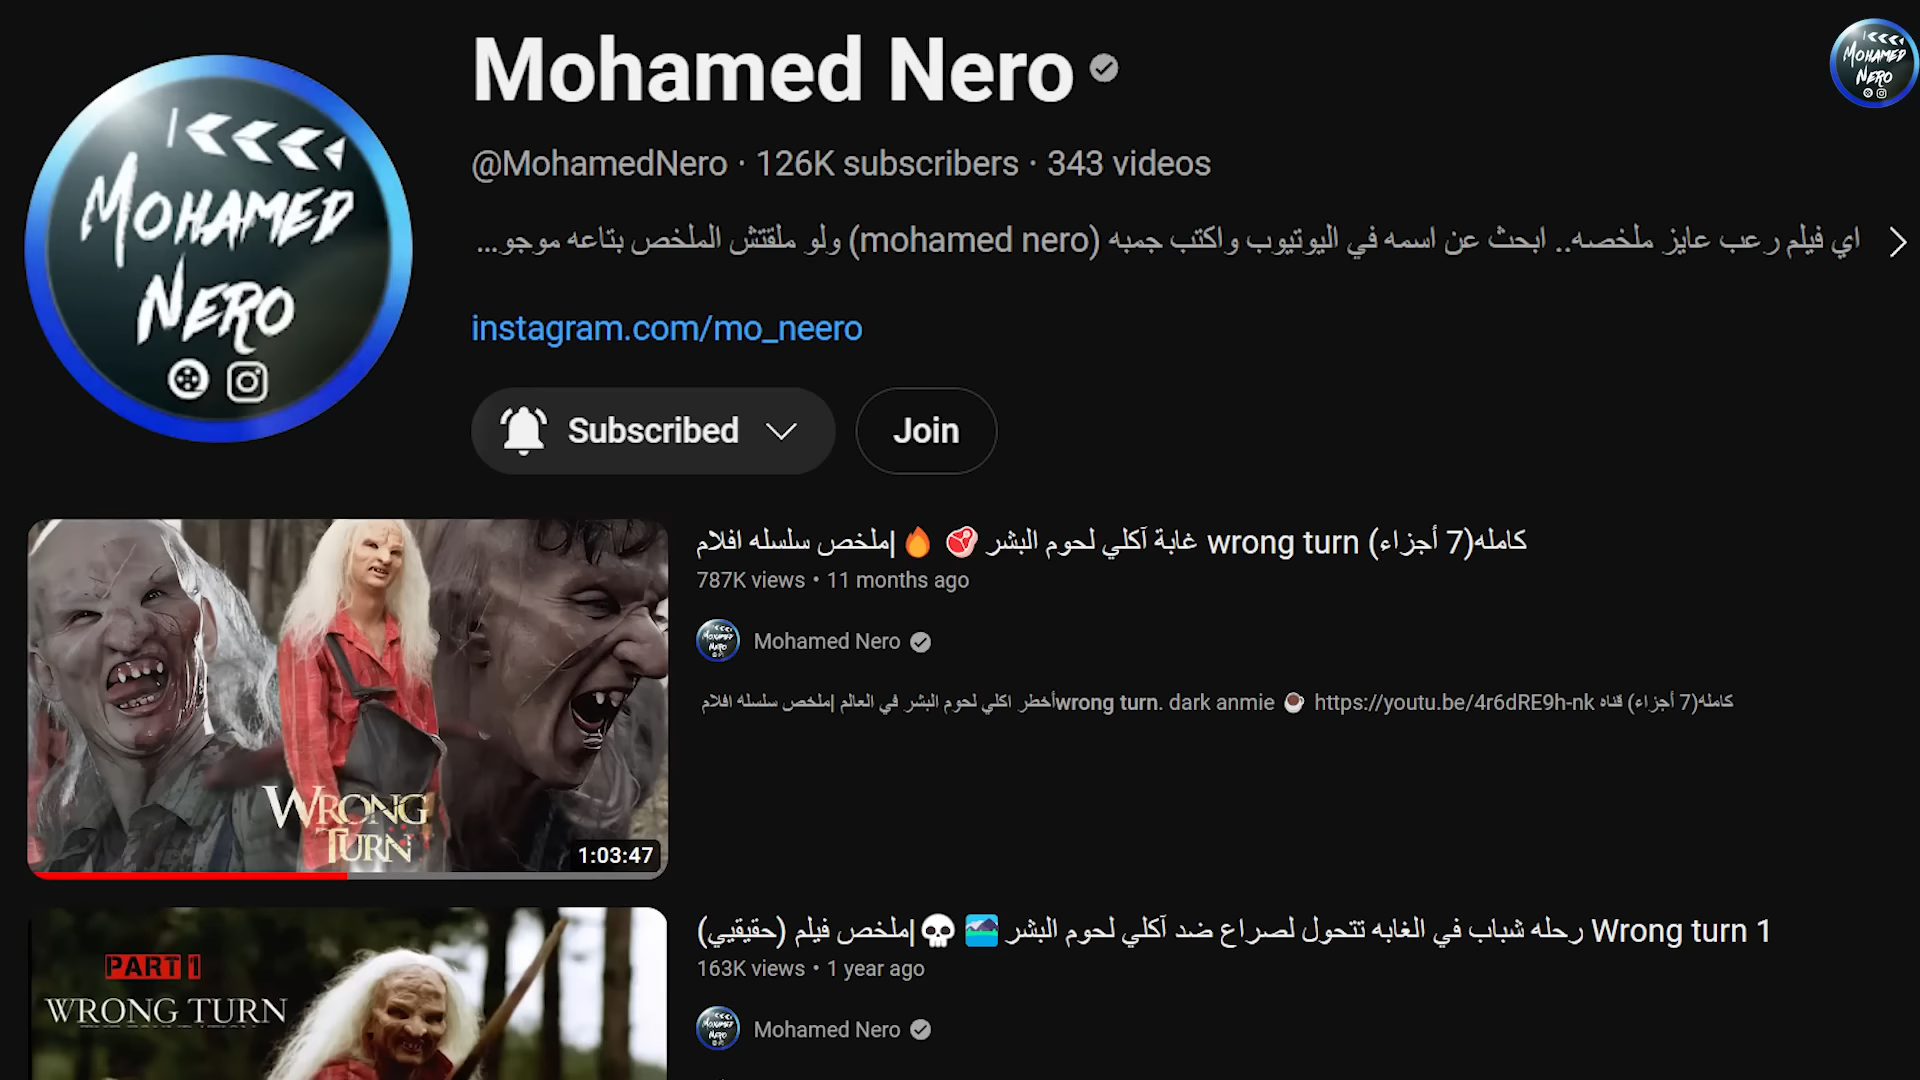 Mohamed Nero
@MohamedNero · 126K subscribers · 343 videos
اي فيلم رعب عايز ملخصه.. ابحث عن اسمه في اليوتيوب واكتب جمبه (mohamed nero) ولو ملقتش الملخص بتاعه موجو...
instagram.com/mo_neero
Subscribed
Join
MOHAMED
NERO
MOHAMED
NERO
كامله(7 أجزاء) wrong turn غابة آكلي لحوم البشر 🥩 🔥 |ملخص سلسله افلام
787K views • 11 months ago
Mohamed Nero
كامله(7 أجزاء) قناه https://youtu.be/4r6dRE9h-nk ☕ dark anmie .wrong turnأخطر اكلي لحوم البشر في العالم |ملخص سلسله افلام
WRONG
TURN
1:03:47
Wrong turn 1 رحله شباب في الغابه تتحول لصراع ضد آكلي لحوم البشر 🏞️ 💀|ملخص فيلم (حقيقيي)
163K views • 1 year ago
Mohamed Nero
PART 1
WRONG TURN